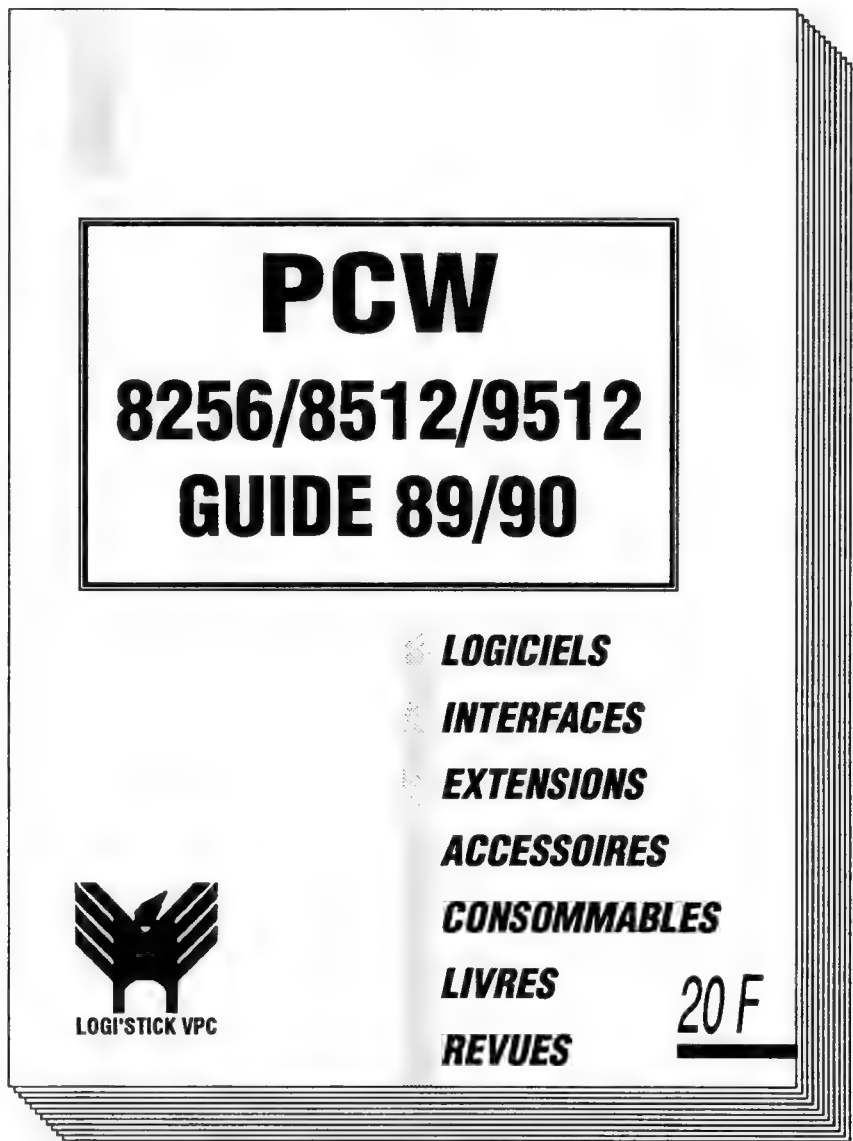 PCW
8256/8512/9512
GUIDE 89/90
LOGICIELS
INTERFACES
EXTENSIONS
ACCESSOIRES
CONSOMMABLES
LIVRES
REVUES
20 F
LOGI'STICK VPC